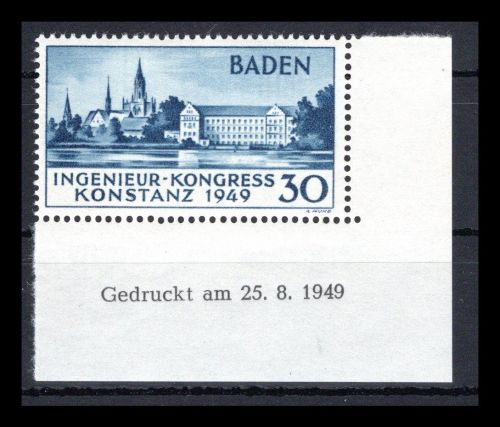 BADEN
INGENIEUR-KONGRESS
KONSTANZ 1949 30
Gedruckt am 25. 8. 1949